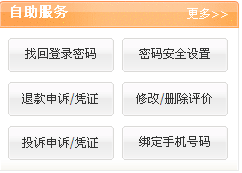 自助服务 更多>>
找回登录密码 密码安全设置
退款申诉/凭证 修改/删除评价
投诉申诉/凭证 绑定手机号码